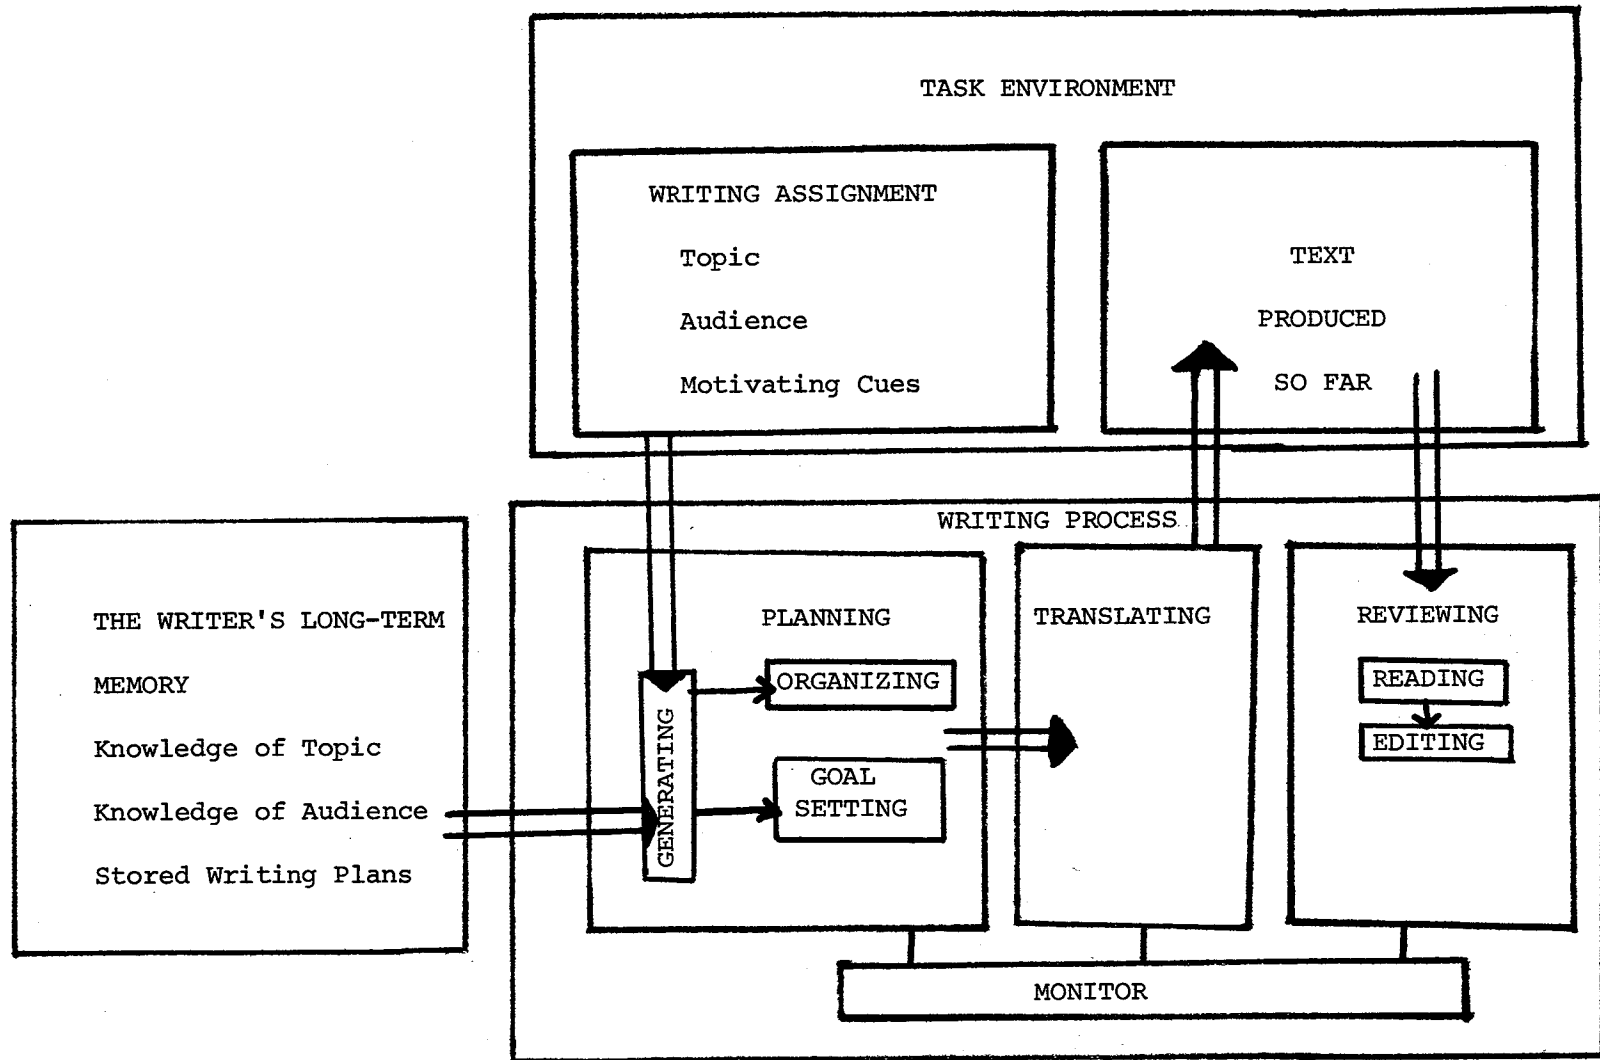 TASK ENVIRONMENT
WRITING ASSIGNMENT
Topic
Audience
Motivating Cues
TEXT
PRODUCED
SO FAR
THE WRITER'S LONG-TERM
MEMORY
Knowledge of Topic
Knowledge of Audience
Stored Writing Plans
WRITING PROCESS
PLANNING
GENERATING
ORGANIZING
GOAL
SETTING
TRANSLATING
REVIEWING
READING
EDITING
MONITOR